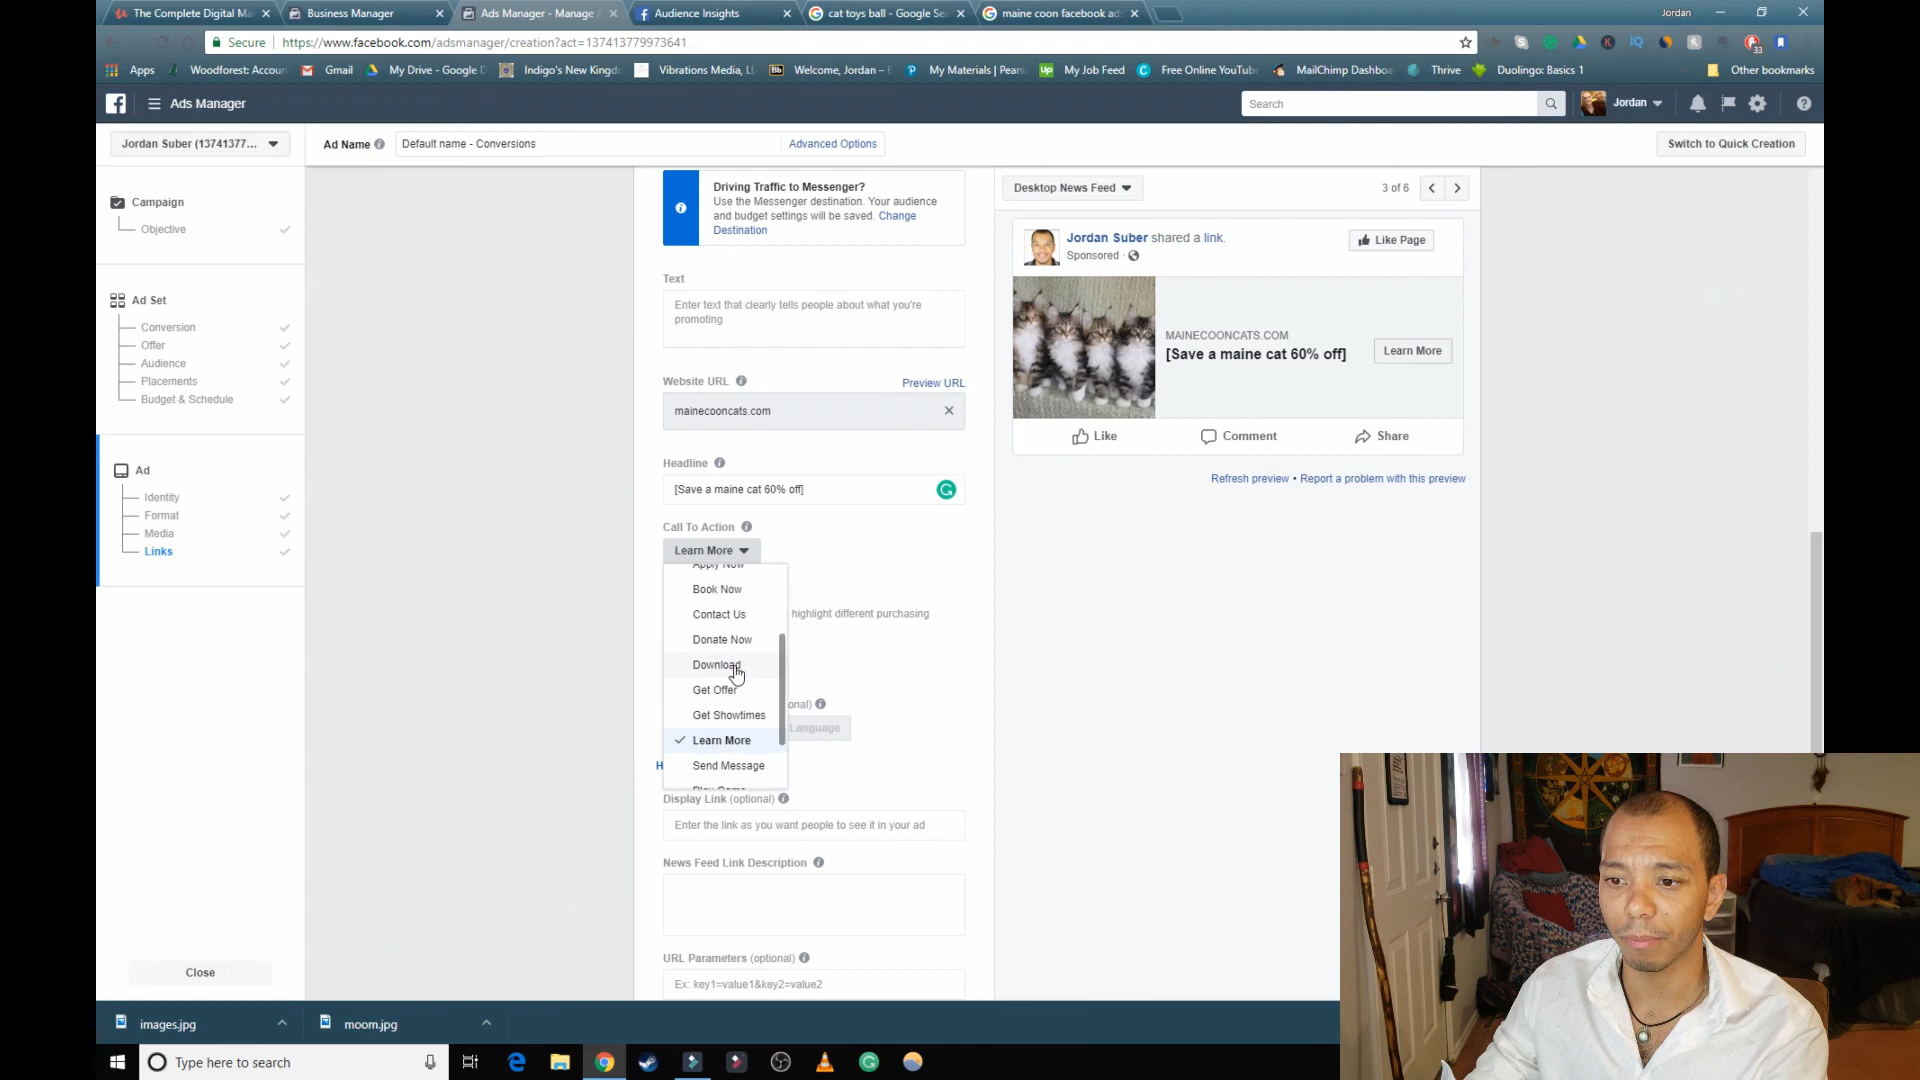 The Complete Digital Ma
Business Manager
Ads Manager - Manage A
Audience Insights
cat toys ball - Google Se
maine coon facebook ad
Jordan
Secure
https://www.facebook.com/adsmanager/creation?act=137413779973641
33
Apps
Woodforest: Accoun
Gmail
My Drive - Google D
Indigo's New Kingdo
Vibrations Media, LL
Welcome, Jordan –
My Materials | Pears
My Job Feed
Free Online YouTube
MailChimp Dashboa
Thrive
Duolingo: Basics 1
Other bookmarks
Ads Manager
Search
Jordan
Jordan Suber (13741377...
Ad Name
Default name - Conversions
Advanced Options
Switch to Quick Creation
Campaign
Objective
Ad Set
Conversion
Offer
Audience
Placements
Budget & Schedule
Ad
Identity
Format
Media
Links
Close
Driving Traffic to Messenger?
Use the Messenger destination. Your audience
and budget settings will be saved. Change
Destination
Text
Enter text that clearly tells people about what you're
promoting
Website URL
Preview URL
mainecooncats.com
Headline
[Save a maine cat 60% off]
Call To Action
Learn More
Apply Now
Book Now
Contact Us
highlight different purchasing
Donate Now
Download
Get Offer
onal)
Get Showtimes
Language
Learn More
H
Send Message
Play Game
Display Link (optional)
Enter the link as you want people to see it in your ad
News Feed Link Description
URL Parameters (optional)
Ex: key1=value1&key2=value2
Desktop News Feed
3 of 6
Jordan Suber shared a link.
Sponsored ·
Like Page
MAINECOONCATS.COM
[Save a maine cat 60% off]
Learn More
Like
Comment
Share
Refresh preview • Report a problem with this preview
images.jpg
moom.jpg
Type here to search